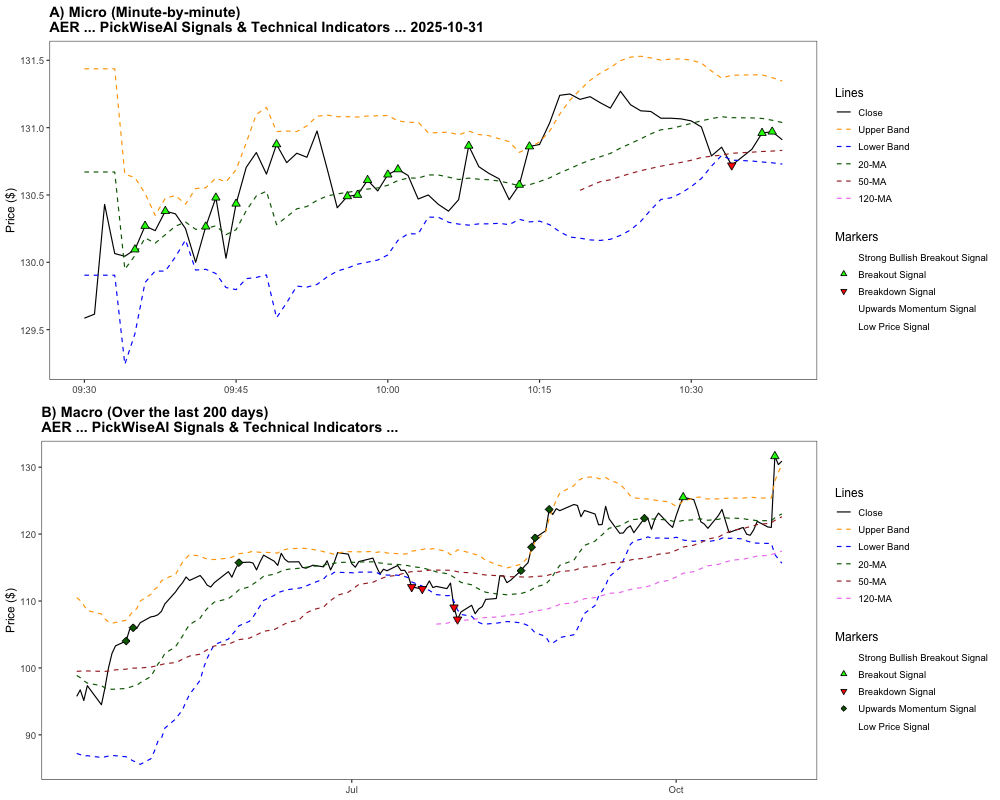 A) Micro (Minute-by-minute)
AER ... PickWiseAI Signals & Technical Indicators ... 2025-10-31
Price ($)
131.5
131.0
130.5
130.0
129.5
09:30
09:45
10:00
10:15
10:30
Lines
Close
Upper Band
Lower Band
20-MA
50-MA
120-MA
Markers
Strong Bullish Breakout Signal
Breakout Signal
Breakdown Signal
Upwards Momentum Signal
Low Price Signal
B) Macro (Over the last 200 days)
AER ... PickWiseAI Signals & Technical Indicators ...
Price ($)
130
120
110
100
90
Jul
Oct
Lines
Close
Upper Band
Lower Band
20-MA
50-MA
120-MA
Markers
Strong Bullish Breakout Signal
Breakout Signal
Breakdown Signal
Upwards Momentum Signal
Low Price Signal